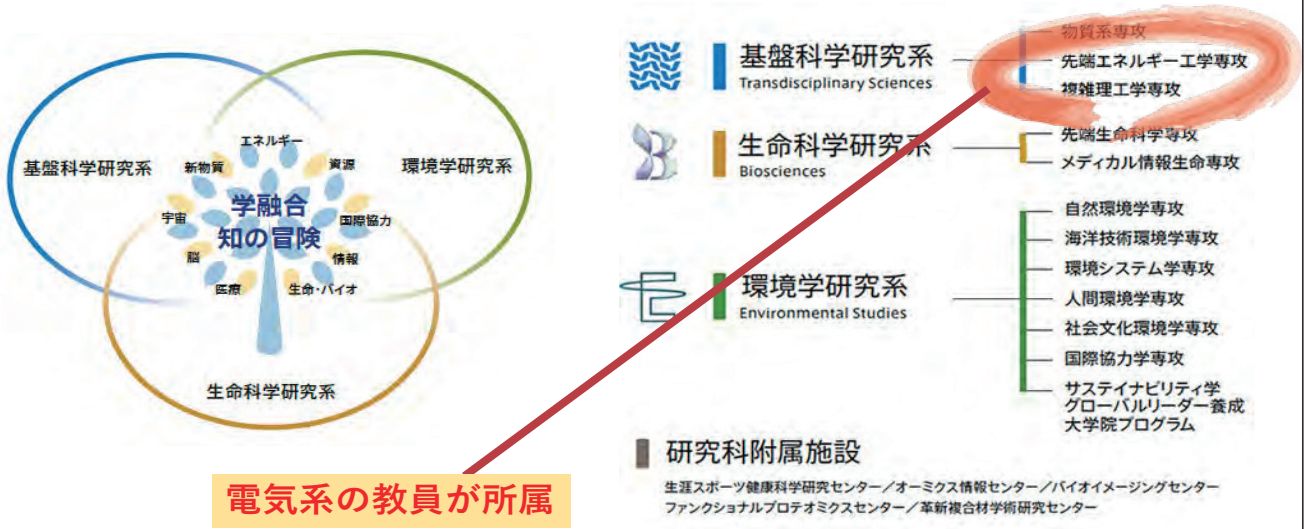 基盤科学研究系
環境学研究系
生命科学研究系
エネルギー
新物質
資源
宇宙
国際協力
脳
情報
医療
生命・バイオ
学融合
知の冒険
電気系の教員が所属
基盤科学研究系
Transdisciplinary Sciences
物質系専攻
先端エネルギー工学専攻
複雑理工学専攻
生命科学研究系
Biosciences
先端生命科学専攻
メディカル情報生命専攻
環境学研究系
Environmental Studies
自然環境学専攻
海洋技術環境学専攻
環境システム学専攻
人間環境学専攻
社会文化環境学専攻
国際協力学専攻
サステイナビリティ学
グローバルリーダー養成
大学院プログラム
研究科附属施設
生涯スポーツ健康科学研究センター／オーミクス情報センター／バイオイメージングセンター
ファンクショナルプロテオミクスセンター／革新複合材学術研究センター